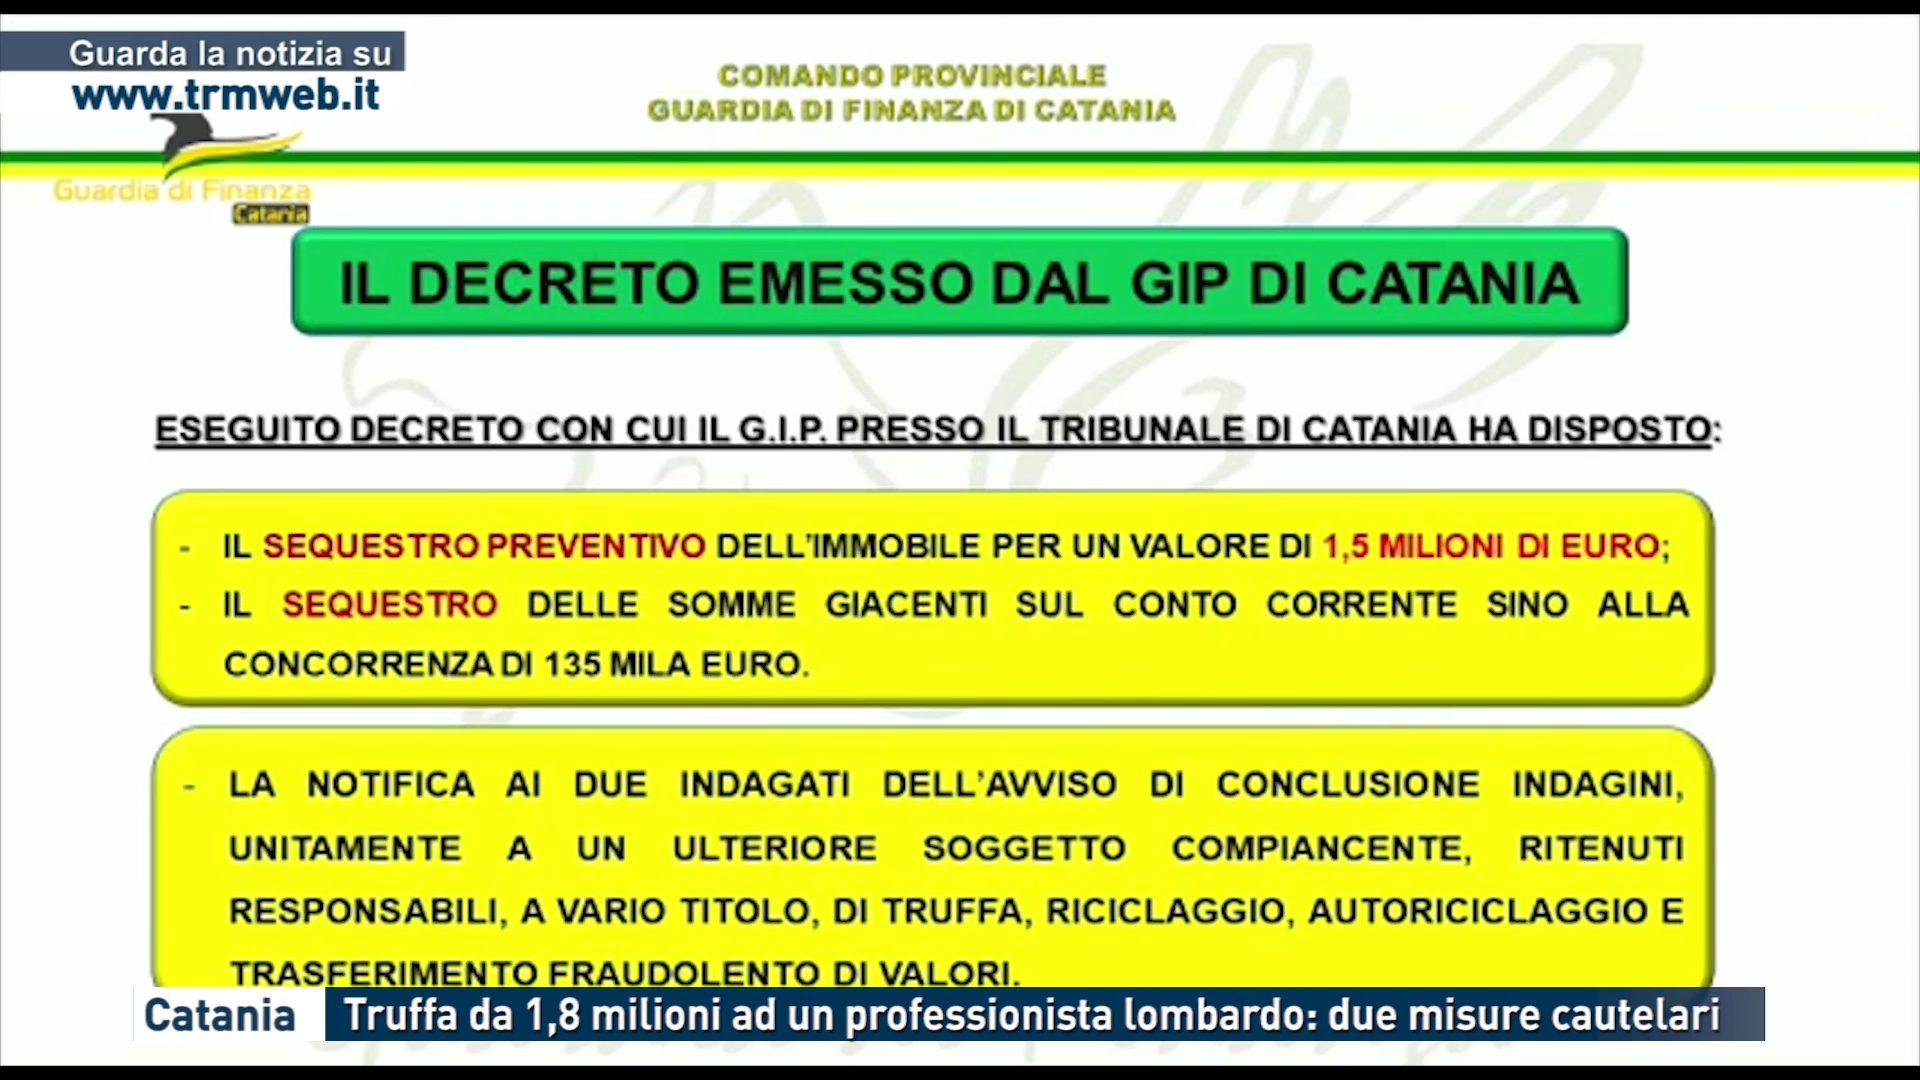 Guarda la notizia su
www.trmweb.it
COMANDO PROVINCIALE
GUARDIA DI FINANZA DI CATANIA
Guardia di Finanza
Catania
IL DECRETO EMESSO DAL GIP DI CATANIA
ESEGUITO DECRETO CON CUI IL G.I.P. PRESSO IL TRIBUNALE DI CATANIA HA DISPOSTO:
- IL SEQUESTRO PREVENTIVO DELL'IMMOBILE PER UN VALORE DI 1,5 MILIONI DI EURO;
- IL SEQUESTRO DELLE SOMME GIACENTI SUL CONTO CORRENTE SINO ALLA
CONCORRENZA DI 135 MILA EURO.
- LA NOTIFICA AI DUE INDAGATI DELL'AVVISO DI CONCLUSIONE INDAGINI,
UNITAMENTE A UN ULTERIORE SOGGETTO COMPIANCENTE, RITENUTI
RESPONSABILI, A VARIO TITOLO, DI TRUFFA, RICICLAGGIO, AUTORICICLAGGIO E
TRASFERIMENTO FRAUDOLENTO DI VALORI.
Catania
Truffa da 1,8 milioni ad un professionista lombardo: due misure cautelari